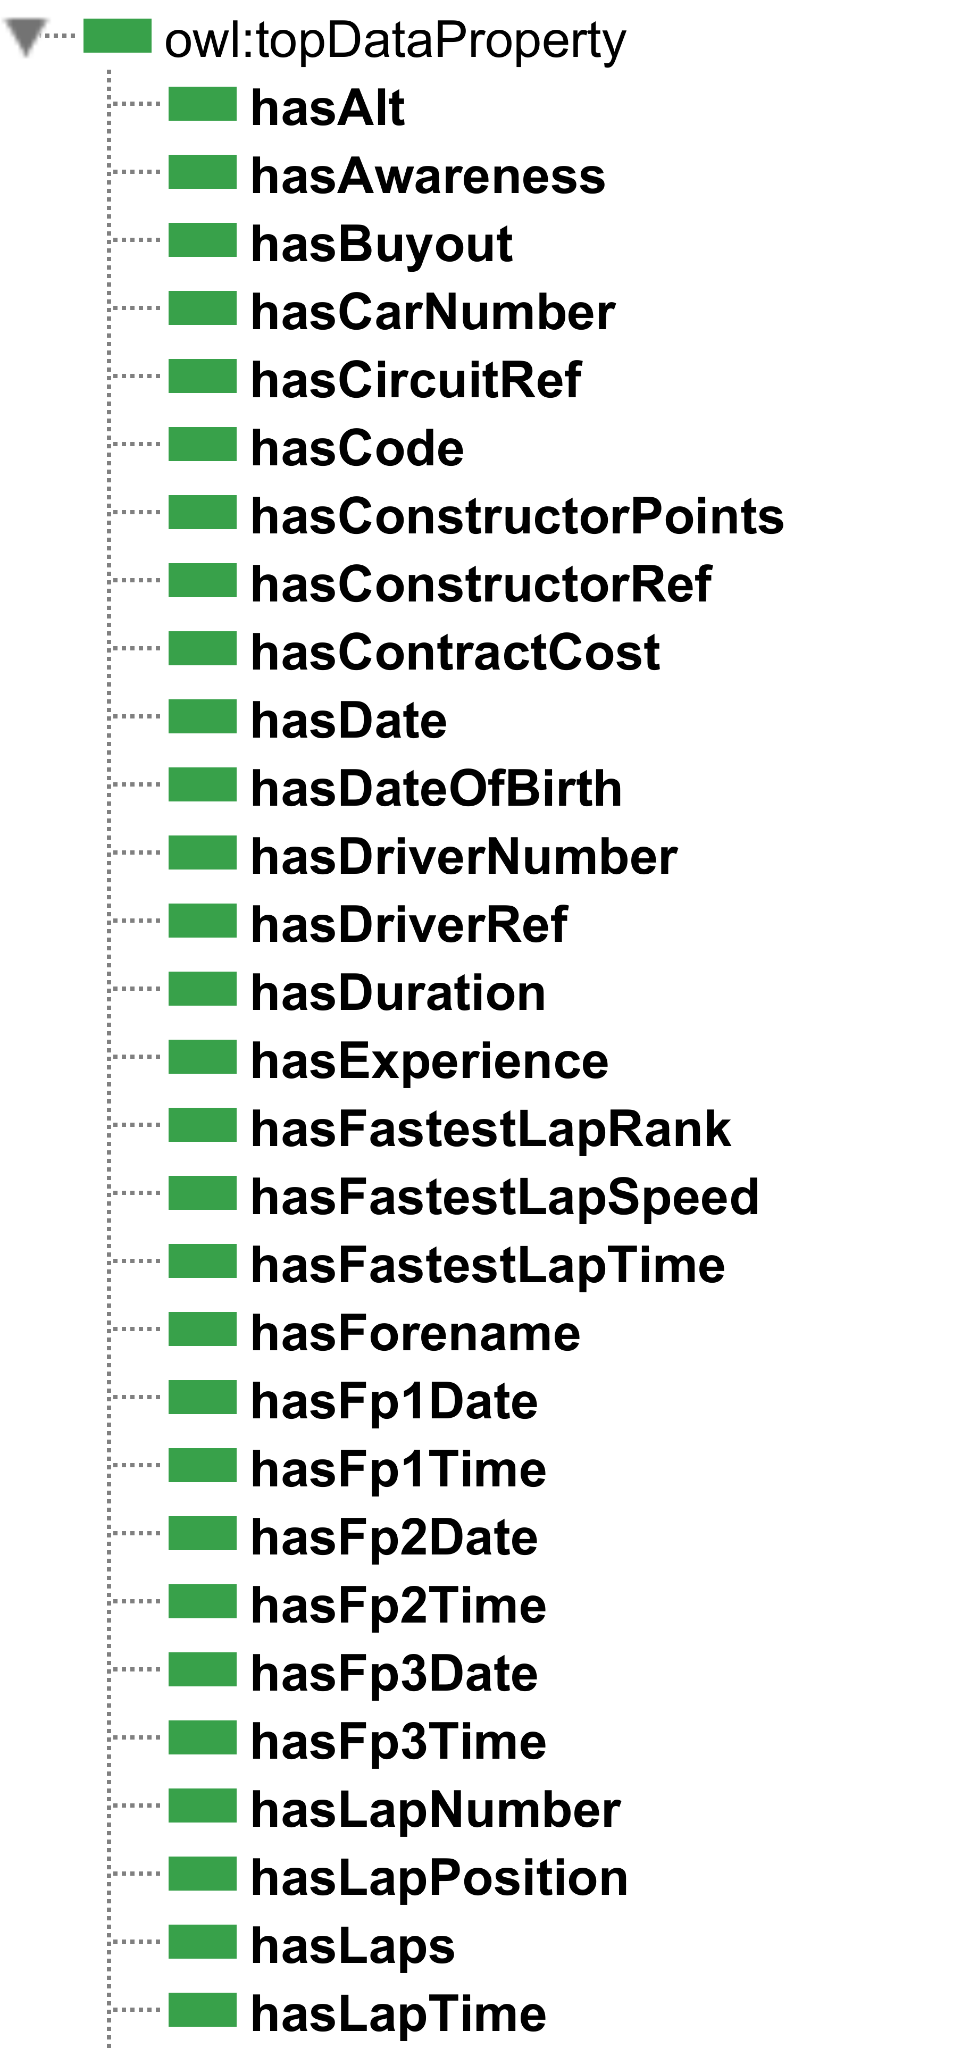 owl:topDataProperty
hasAlt
hasAwareness
hasBuyout
hasCarNumber
hasCircuitRef
hasCode
hasConstructorPoints
hasConstructorRef
hasContractCost
hasDate
hasDateOfBirth
hasDriverNumber
hasDriverRef
hasDuration
hasExperience
hasFastestLapRank
hasFastestLapSpeed
hasFastestLapTime
hasForename
hasFp1Date
hasFp1Time
hasFp2Date
hasFp2Time
hasFp3Date
hasFp3Time
hasLapNumber
hasLapPosition
hasLaps
hasLapTime